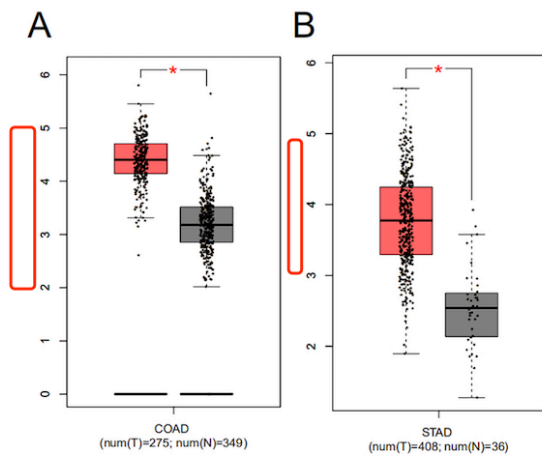 A
B
*
*
6
5
4
3
2
1
0
6
5
4
3
2
COAD
(num(T)=275; num(N)=349)
STAD
(num(T)=408; num(N)=36)